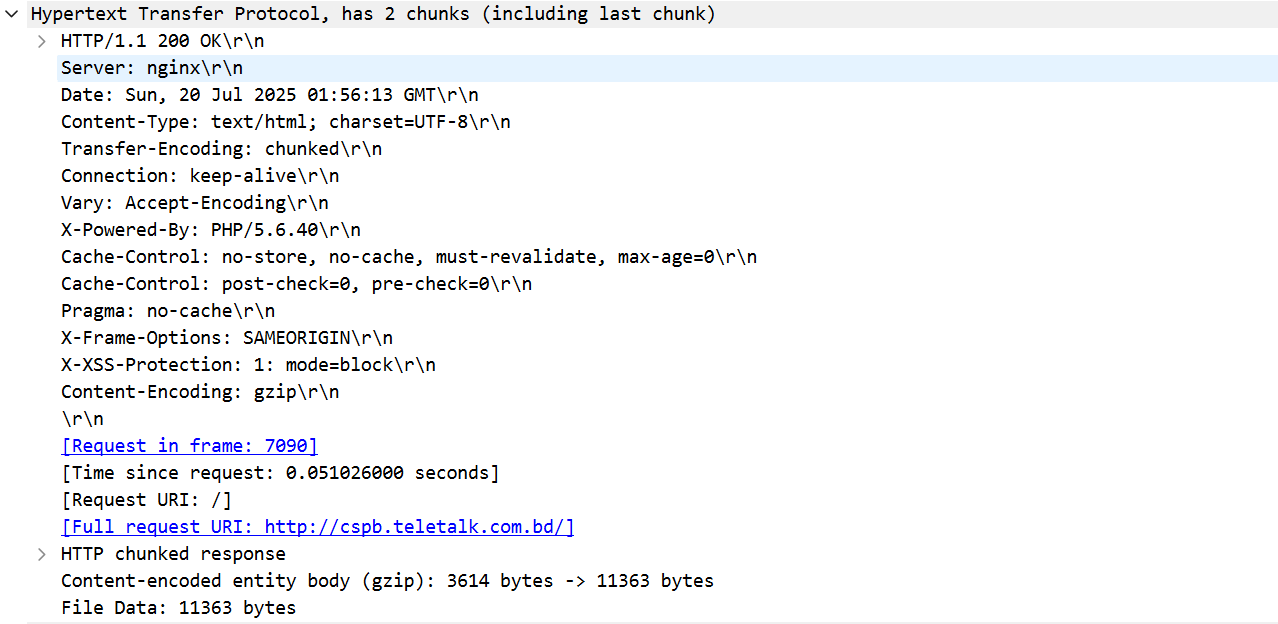 Hypertext Transfer Protocol, has 2 chunks (including last chunk)
HTTP/1.1 200 OK\r\n
Server: nginx\r\n
Date: Sun, 20 Jul 2025 01:56:13 GMT\r\n
Content-Type: text/html; charset=UTF-8\r\n
Transfer-Encoding: chunked\r\n
Connection: keep-alive\r\n
Vary: Accept-Encoding\r\n
X-Powered-By: PHP/5.6.40\r\n
Cache-Control: no-store, no-cache, must-revalidate, max-age=0\r\n
Cache-Control: post-check=0, pre-check=0\r\n
Pragma: no-cache\r\n
X-Frame-Options: SAMEORIGIN\r\n
X-XSS-Protection: 1: mode=block\r\n
Content-Encoding: gzip\r\n
\r\n
[Request in frame: 7090]
[Time since request: 0.051026000 seconds]
[Request URI: /]
[Full request URI: http://cspb.teletalk.com.bd/]
HTTP chunked response
Content-encoded entity body (gzip): 3614 bytes -> 11363 bytes
File Data: 11363 bytes